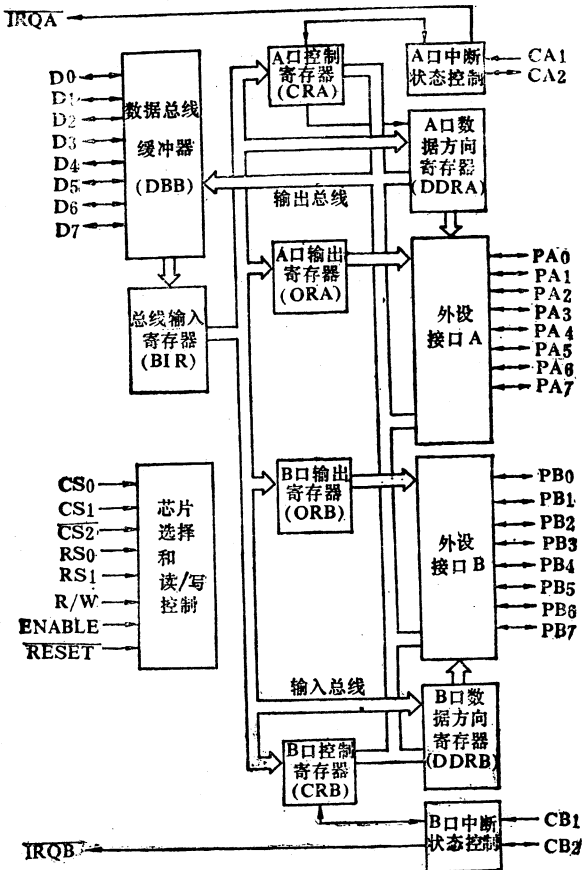 IRQA
A口控制
寄存器
(CRA)
A口中断
状态控制
CA1
CA2
D0
D1
D2
D3
D4
D5
D6
D7
数据总线
缓冲器
(DBB)
A口数
据方向
寄存器
(DDRA)
输出总线
A口输出
寄存器
(ORA)
总线输入
寄存器
(BIR)
外设
接口A
PA0
PA1
PA2
PA3
PA4
PA5
PA6
PA7
CS0
CS1
CS2
RS0
RS1
R/W
ENABLE
RESET
芯片
选择
和
读/写
控制
B口输出
寄存器
(ORB)
外设
接口B
PB0
PB1
PB2
PB3
PB4
PB5
PB6
PB7
输入总线
B口数
据方向
寄存器
(DDRB)
B口控制
寄存器
(CRB)
B口中断
状态控制
CB1
CB2
IRQB